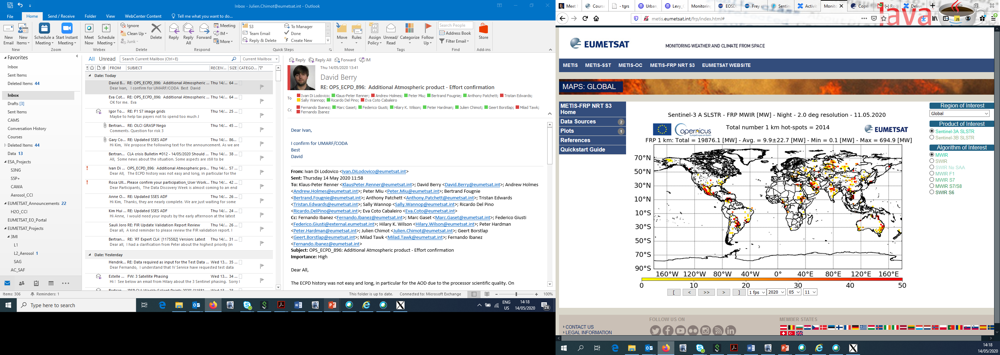 Inbox - Julien.Chimot@eumetsat.int - Outlook
File Home Send / Receive Folder View WebCenter Content Tell me what you want to do...
New Email
New Items
Schedule a Meeting
Start Instant Meeting
Meet Now
Schedule Meeting
Ignore
Clean Up
Junk
Delete
Reply
Reply All
Forward
Meeting
IM
More
S3
Team Email
Reply & Delete
To Manager
Done
Create New
Move
Rules
Assign Policy
Unread/ Read
Categorize
Follow Up
Search People
Address Book
Filter Email
Store
New Zoom Webex Delete Respond Quick Steps Move Tags Find Add-ins
Favorites
Inbox
Sent Items
Deleted Items 44
Inbox
Drafts [3]
Sent Items
CAMS
Conversation History
Courses
Deleted Items 44
Data 13
ESA_Projects
S3NG
S5P+
CAWA
Aerosol_CCI
EUMETSAT_Announcements 22
H2O_CCI
EUMETSAT_EO_Portal
EUMETSAT_Projects
3MI
L1
L2_Aerosol 1
SAG
AC_SAF
All Unread Search Current Mailbox (Ctrl+E) Current Mailbox
FROM SUBJECT RECEIV... SIZE CATEGO...
Date: Today
David B... RE: OPS_ECPD_896: Additional Atmospheric ... Thu 14/... 64 ...
Dear Ivan, I confirm for UMARF/CODA Best David
Eva Cot... RE: OPS_ECPD_896: Additional Atmospheric ... Thu 14/... 64 ...
OK for me. Eva
Igor To... RE: F1 S7 image grids Thu 14/... 25 ...
Maybe to help tax payers not to spend too much J
Bertran... RE: OLCI GRASP Nego Thu 14/... 45 ...
Comments. Question for risk 3
Gary Co... RE: Updated SSES ADF Thu 14/... 86...
Hi Kim, We propose the following text for the announcement. As we are
Bertran... CLA crisis Bulletin #012 - 14/05/2020 Should ... Thu 14/... 38 ...
All, Some news about the situation. Some aspects are still to be
Ivan Di ... OPS_ECPD_896: Additional Atmospheric pro... Thu 14/... 57 ...
Dear All, The ECPD history was not easy and long, in particular for the
Rosa Ull... Please confirm your participation_User Work... Thu 14/... 42 ...
Dear Participants, The Data Discovery Week is almost coming to an end
Anne O... RE: Updated SSES ADF Thu 14/... 26 ...
Hi Kim, Thanks, they are nearly complete. We are just waiting for some
Kim Hui ... RE: Updated SSES ADF Thu 14/... 24 ...
Hi Anne, I would need your inputs by the early afternoon at the latest
Sauli Joro RE: FIR Update Validation Report Review Thu 14/... 26 ...
Dear all, A kind reminder to please review the FIR validation report. I
Bertran... RE: 'RT Expert CLA' [1175582] Version: Latest Thu 14/... 31 ...
Dear all, I had a clarification from Peter about the highest priority (in
Date: Yesterday
Hendrik... RE: Data required as input for the Test Data ... Wed 13... 35 ...
Dear Fernando, I understand that IV Service have requested test data
Estelle ... FW: 3 Satellite Phasing Wed 13... 34 ...
Hi ! See below an email from Hilary about the 3 Sentinel phasing. Sorry I
Reply Reply All Forward IM
Thu 14/05/2020 13:41
David Berry
RE: OPS_ECPD_896: Additional Atmospheric product - Effort confirmation
To Ivan Di Lodovico; Klaus-Peter Renner; Andrew Holmes; Peter Miu; Bertrand Fougnie; Anthony Patchett; Tristan Edwards;
Sally Wannop; Ricardo Del Pino; Eva Coto Cabaleiro
Cc Fernando Ibanez; Marc Gaset; Federico Giusti; Hilary K. Wilson; Peter Hardman; Julien Chimot; Geert Borstlap; Milad Tawk;
Fernando Ibanez
Dear Ivan,
I confirm for UMARF/CODA
Best
David
From: Ivan Di Lodovico <Ivan.DiLodovico@eumetsat.int>
Sent: Thursday 14 May 2020 11:58
To: Klaus-Peter Renner <KlausPeter.Renner@eumetsat.int>; David Berry <David.Berry@eumetsat.int>; Andrew Holmes
<Andrew.Holmes@eumetsat.int>; Peter Miu <Peter.Miu@eumetsat.int>; Bertrand Fougnie
<Bertrand.Fougnie@eumetsat.int>; Anthony Patchett <Anthony.Patchett@eumetsat.int>; Tristan Edwards
<Tristan.Edwards@eumetsat.int>; Sally Wannop <Sally.Wannop@eumetsat.int>; Ricardo Del Pino
<Ricardo.DelPino@eumetsat.int>; Eva Coto Cabaleiro <Eva.Coto@eumetsat.int>
Cc: Fernando Ibanez <Fernando.Ibanez@eumetsat.int>; Marc Gaset <Marc.Gaset@eumetsat.int>; Federico Giusti
<Federico.Giusti@external.eumetsat.int>; Hilary K. Wilson <Hilary.Wilson@eumetsat.int>; Peter Hardman
<Peter.Hardman@eumetsat.int>; Julien Chimot <Julien.Chimot@eumetsat.int>; Geert Borstlap
<Geert.Borstlap@eumetsat.int>; Milad Tawk <Milad.Tawk@eumetsat.int>; Fernando Ibanez
<Fernando.Ibanez@eumetsat.int>
Subject: OPS_ECPD_896: Additional Atmospheric product - Effort confirmation
Importance: High
Dear All,
The ECPD history was not easy and long, in particular for the AOD due to the processor scientific quality. On
Items: 306 Reminders: 1 This folder is up to date. Connected to: Microsoft Exchange 100%
Type here to search
ENG US 14:18 14/05/2020 28
Meet Course - tgrs Urban_ Levy_C Monitoring EOSDI Frey e Sentin Activit Monito Coper Ro Delive
java
metis.eumetsat.int/frp/index.html#
EUMETSAT MONITORING WEATHER AND CLIMATE FROM SPACE
METIS METIS-SST METIS-OC METIS-FRP NRT S3 EUMETSAT WEBSITE
MAPS: GLOBAL
METIS-FRP NRT S3 Home
Data Sources 2
Plots 1
References
Quickstart Guide
Sentinel-3 A SLSTR - FRP MWIR [MW] - Night - 2.0 deg resolution - 11.05.2020
Copernicus
Europe's eyes on Earth
Total number 1 km hot-spots = 2014
EUMETSAT
FRP 1 km: Total = 19876.1 [MW] - Avg. = 9.9±22.7 [MW] - Min = 0.1 [MW] - Max = 694.9 [MW]
70°N
50°N
30°N
10°N
10°S
30°S
50°S
70°S
90°S
160°W 120°W 80°W 40°W 0° 40°E 80°E 120°E 160°E
0 10 20 30 40 50
[ < >> > ] 1 fps 2020 05 11
Region of Interest
Global
Product of Interest
Sentinel-3A SLSTR
Sentinel-3B SLSTR
Algorithm of Interest
MWIR
SWIR
SWIR No SAA
MWIR F1
MWIR S7
MWIR S7/S8
SWIR S6
CONTACT US
LEGAL INFORMATION
FOLLOW US ON
MEMBER STATES
14:18
14/05/2020